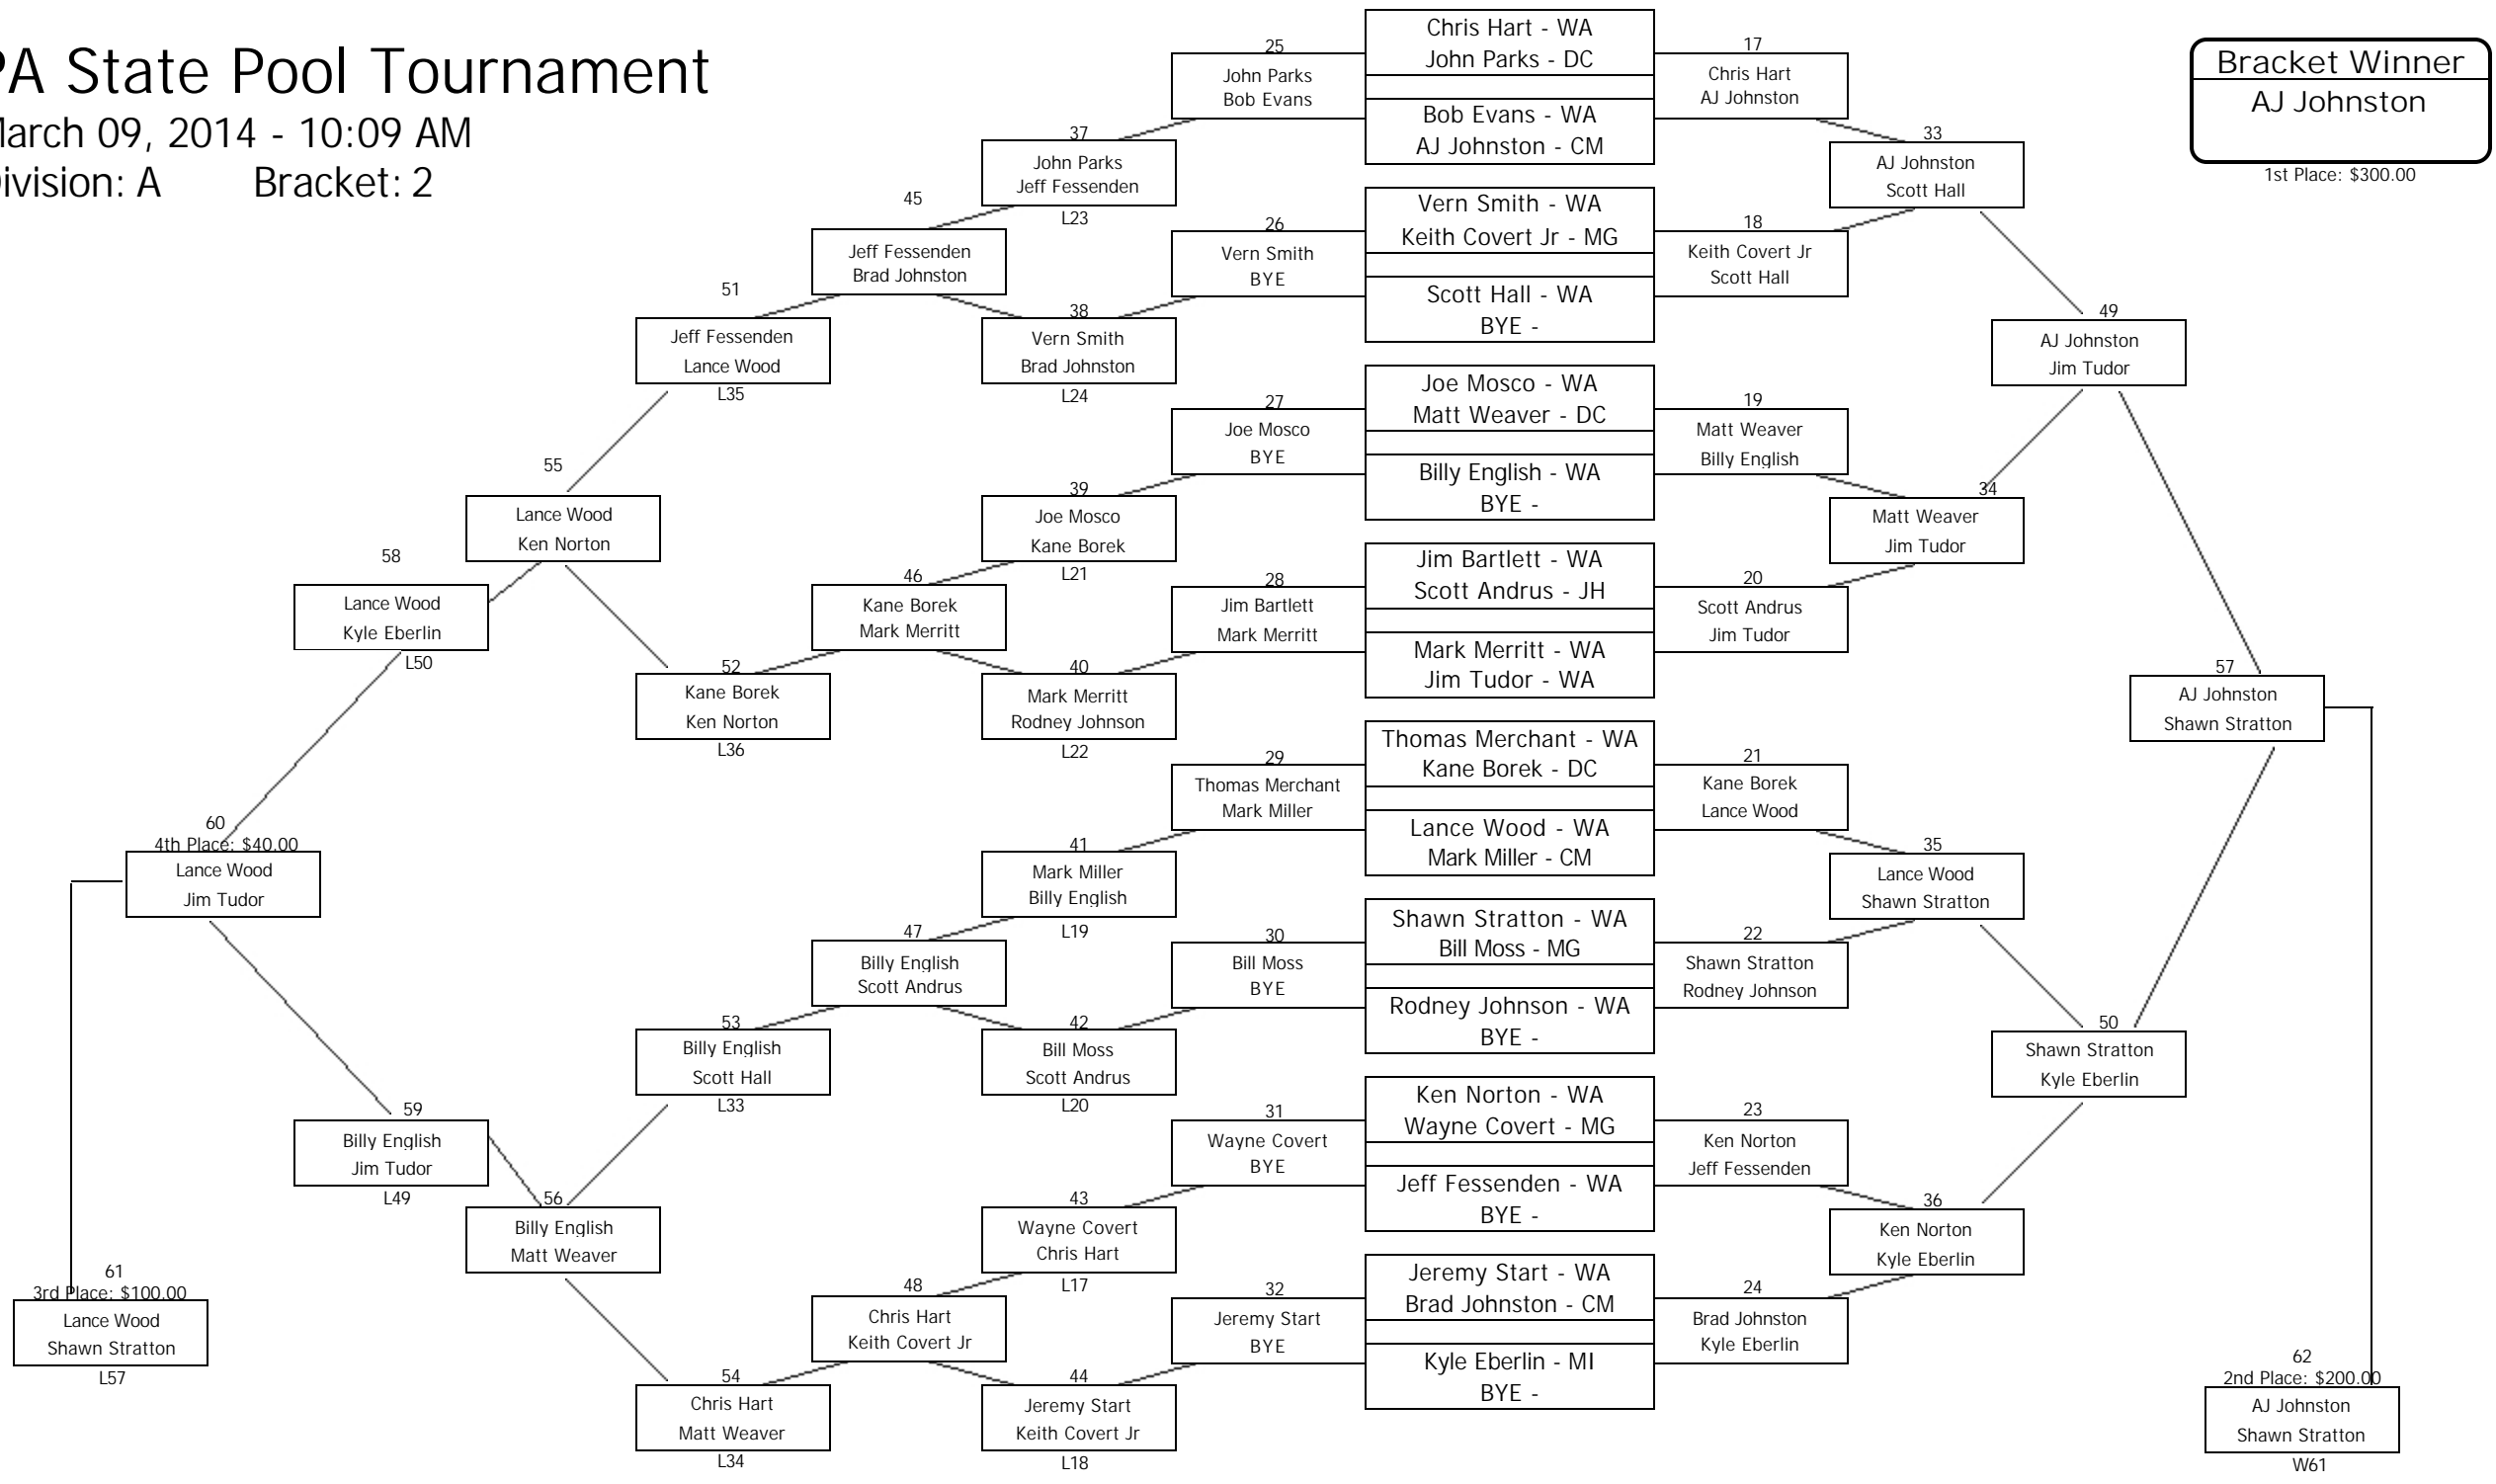 PA State Pool Tournament
March 09, 2014 - 10:09 AM
Division: A Bracket: 2
Bracket Winner
AJ Johnston
1st Place: $300.00
Chris Hart - WA
John Parks - DC
Bob Evans - WA
AJ Johnston - CM
Vern Smith - WA
Keith Covert Jr - MG
Scott Hall - WA
BYE -
Joe Mosco - WA
Matt Weaver - DC
Billy English - WA
BYE -
Jim Bartlett - WA
Scott Andrus - JH
Mark Merritt - WA
Jim Tudor - WA
Thomas Merchant - WA
Kane Borek - DC
Lance Wood - WA
Mark Miller - CM
Shawn Stratton - WA
Bill Moss - MG
Rodney Johnson - WA
BYE -
Ken Norton - WA
Wayne Covert - MG
Jeff Fessenden - WA
BYE -
Jeremy Start - WA
Brad Johnston - CM
Kyle Eberlin - MI
BYE -
17
Chris Hart
AJ Johnston
18
Keith Covert Jr
Scott Hall
19
Matt Weaver
Billy English
20
Scott Andrus
Jim Tudor
21
Kane Borek
Lance Wood
22
Shawn Stratton
Rodney Johnson
23
Ken Norton
Jeff Fessenden
24
Brad Johnston
Kyle Eberlin
25
John Parks
Bob Evans
26
Vern Smith
BYE
27
Joe Mosco
BYE
28
Jim Bartlett
Mark Merritt
29
Thomas Merchant
Mark Miller
30
Bill Moss
BYE
31
Wayne Covert
BYE
32
Jeremy Start
BYE
33
AJ Johnston
Scott Hall
34
Matt Weaver
Jim Tudor
35
Lance Wood
Shawn Stratton
36
Ken Norton
Kyle Eberlin
37
John Parks
Jeff Fessenden
L23
38
Vern Smith
Brad Johnston
L24
39
Joe Mosco
Kane Borek
L21
40
Mark Merritt
Rodney Johnson
L22
41
Mark Miller
Billy English
L19
42
Bill Moss
Scott Andrus
L20
43
Wayne Covert
Chris Hart
L17
44
Jeremy Start
Keith Covert Jr
L18
45
Jeff Fessenden
Brad Johnston
46
Kane Borek
Mark Merritt
47
Billy English
Scott Andrus
48
Chris Hart
Keith Covert Jr
49
AJ Johnston
Jim Tudor
50
Shawn Stratton
Kyle Eberlin
51
Jeff Fessenden
Lance Wood
L35
52
Kane Borek
Ken Norton
L36
53
Billy English
Scott Hall
L33
54
Chris Hart
Matt Weaver
L34
55
Lance Wood
Ken Norton
56
Billy English
Matt Weaver
57
AJ Johnston
Shawn Stratton
58
Lance Wood
Kyle Eberlin
L50
59
Billy English
Jim Tudor
L49
60
4th Place: $40.00
Lance Wood
Jim Tudor
61
3rd Place: $100.00
Lance Wood
Shawn Stratton
L57
62
2nd Place: $200.00
AJ Johnston
Shawn Stratton
W61